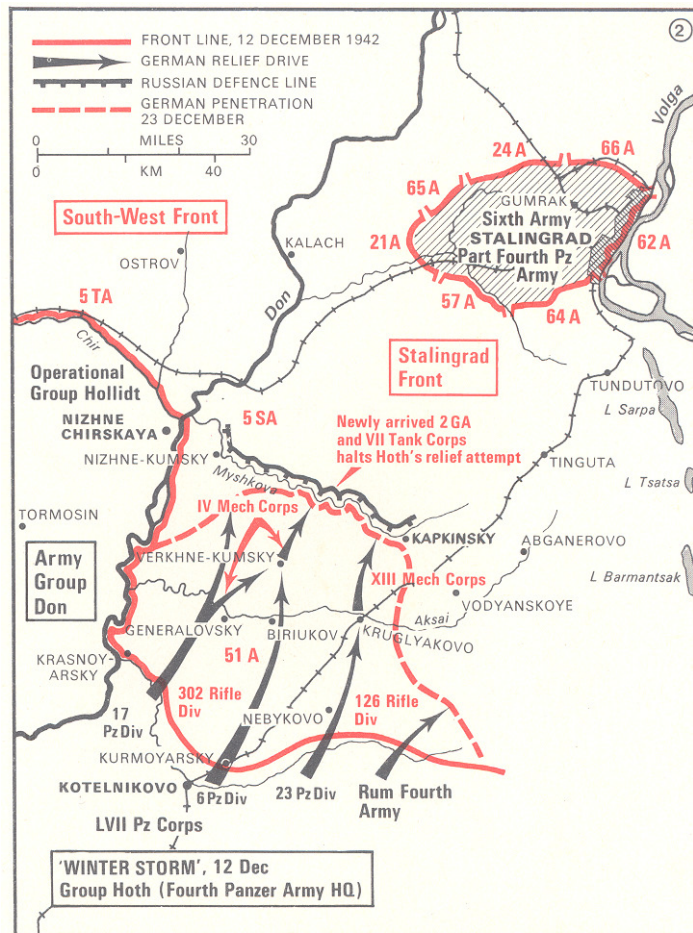 ②
FRONT LINE, 12 DECEMBER 1942
GERMAN RELIEF DRIVE
RUSSIAN DEFENCE LINE
GERMAN PENETRATION
23 DECEMBER
0 MILES 30
0 KM 40
Volga
24 A
66 A
65 A
GUMRAK
Sixth Army
STALINGRAD
Part Fourth Pz
Army
62 A
21 A
57 A
64 A
South-West Front
OSTROV
KALACH
Don
5 TA
Chir
Operational
Group Hollidt
Stalingrad
Front
TUNDUTOVO
L Sarpa
NIZHNE
CHIRSKAYA
5 SA
Newly arrived 2 GA
and VII Tank Corps
halts Hoth's relief attempt
NIZHNE-KUMSKY
Myshkova
TINGUTA
L Tsatsa
IV Mech Corps
TORMOSIN
KAPKINSKY
ABGANEROVO
Army
Group
Don
VERKHNE-KUMSKY
XIII Mech Corps
L Barmantsak
VODYANSKOYE
Aksai
GENERALOVSKY
BIRIUKOV
KRUGLYAKOVO
KRASNOY-
ARSKY
51 A
302 Rifle
Div
126 Rifle
Div
17
Pz Div
NEBYKOVO
KURMOYARSKY
KOTELNIKOVO
6 Pz Div
23 Pz Div
Rum Fourth
Army
LVII Pz Corps
'WINTER STORM', 12 Dec
Group Hoth (Fourth Panzer Army HQ)